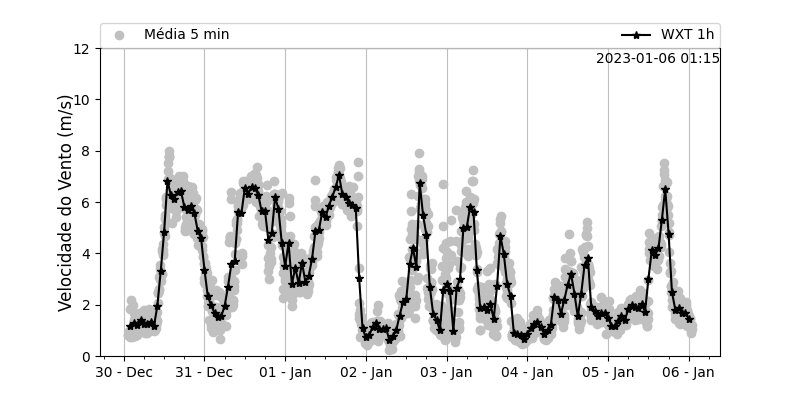 Média 5 min
WXT 1h
2023-01-06 01:15
Velocidade do Vento (m/s)
12
10
8
6
4
2
0
30 - Dec 31 - Dec 01 - Jan 02 - Jan 03 - Jan 04 - Jan 05 - Jan 06 - Jan